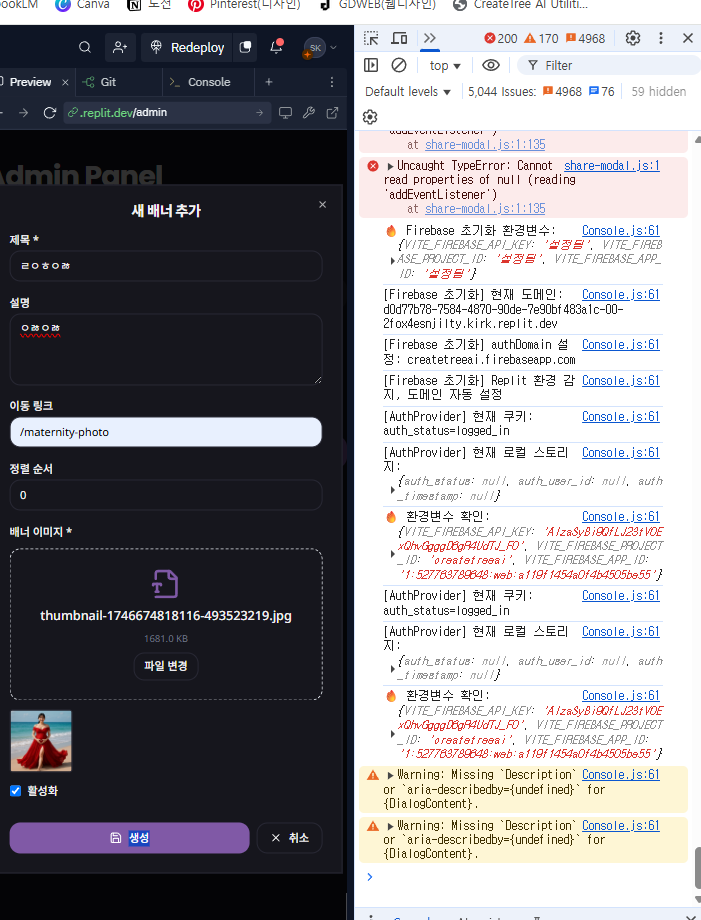 ookLM
Canva
노션
Pinterest(디자인)
GDWEB(웹디자인)
CreateTree AI Utiliti...
Redeploy
SK
Preview
Git
Console
.replit.dev/admin
Admin Panel
새 배너 추가
제목 *
설명
이동 링크
/maternity-photo
정렬 순서
0
배너 이미지 *
thumbnail-1746674818116-493523219.jpg
1681.0 KB
파일 변경
활성화
생성
취소
200
170
4968
top
Filter
Default levels
5,044 Issues:
4968
76
59 hidden
'addEventListener')
at share-modal.js:1:135
Uncaught TypeError: Cannot share-modal.js:1
read properties of null (reading
'addEventListener')
at share-modal.js:1:135
Firebase 초기화 환경변수: Console.js:61
{VITE_FIREBASE_API_KEY: '설정됨', VITE_FIREB
ASE_PROJECT_ID: '설정됨', VITE_FIREBASE_APP
_ID: '설정됨'}
[Firebase 초기화] 현재 도메인: Console.js:61
d0d77b78-7584-4870-90de-7e90bf483a1c-00-
2fox4esnjilty.kirk.replit.dev
[Firebase 초기화] authDomain 설 Console.js:61
정: createtreeai.firebaseapp.com
[Firebase 초기화] Replit 환경 감 Console.js:61
지, 도메인 자동 설정
[AuthProvider] 현재 쿠키: Console.js:61
auth_status=logged_in
[AuthProvider] 현재 로컬 스토리 Console.js:61
지:
{auth_status: null, auth_user_id: null, auth
_timestamp: null}
환경변수 확인: Console.js:61
{VITE_FIREBASE_API_KEY:
VITE_FIREBASE_PROJECT
_ID: 'createtreeai', VITE_FIREBASE_APP_ID:
'1:527763789648:web:a119f1454a0f4b4505be55'}
[AuthProvider] 현재 쿠키: Console.js:61
auth_status=logged_in
[AuthProvider] 현재 로컬 스토리 Console.js:61
지:
{auth_status: null, auth_user_id: null, auth
_timestamp: null}
환경변수 확인: Console.js:61
{VITE_FIREBASE_API_KEY:
VITE_FIREBASE_PROJECT
_ID: 'createtreeai', VITE_FIREBASE_APP_ID:
'1:527763789648:web:a119f1454a0f4b4505be55'}
Warning: Missing `Description` Console.js:61
or `aria-describedby={undefined}` for
{DialogContent}.
Warning: Missing `Description` Console.js:61
or `aria-describedby={undefined}` for
{DialogContent}.